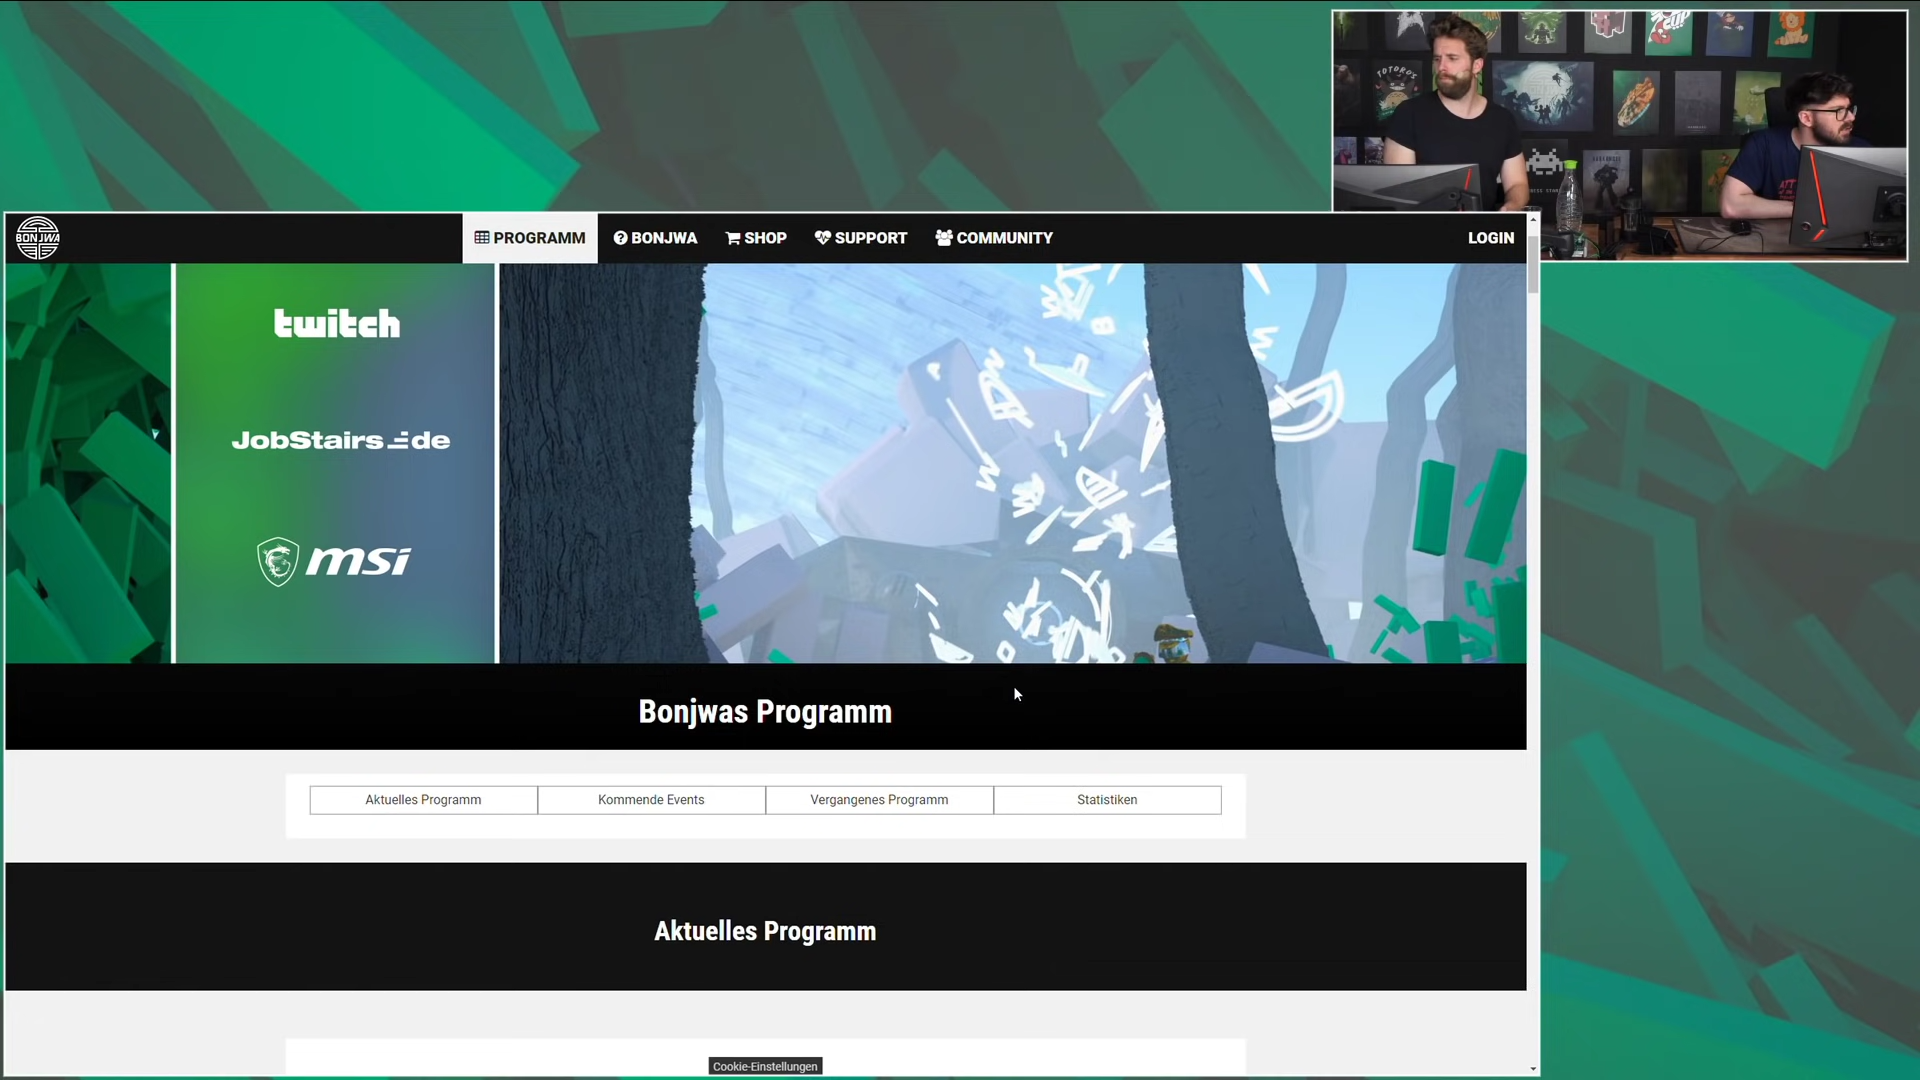 TOTORO'S
BONJWA
PROGRAMM
BONJWA
SHOP
SUPPORT
COMMUNITY
LOGIN
twitch
JobStairs.de
msi
Bonjwas Programm
Aktuelles Programm
Kommende Events
Vergangenes Programm
Statistiken
Aktuelles Programm
Cookie-Einstellungen